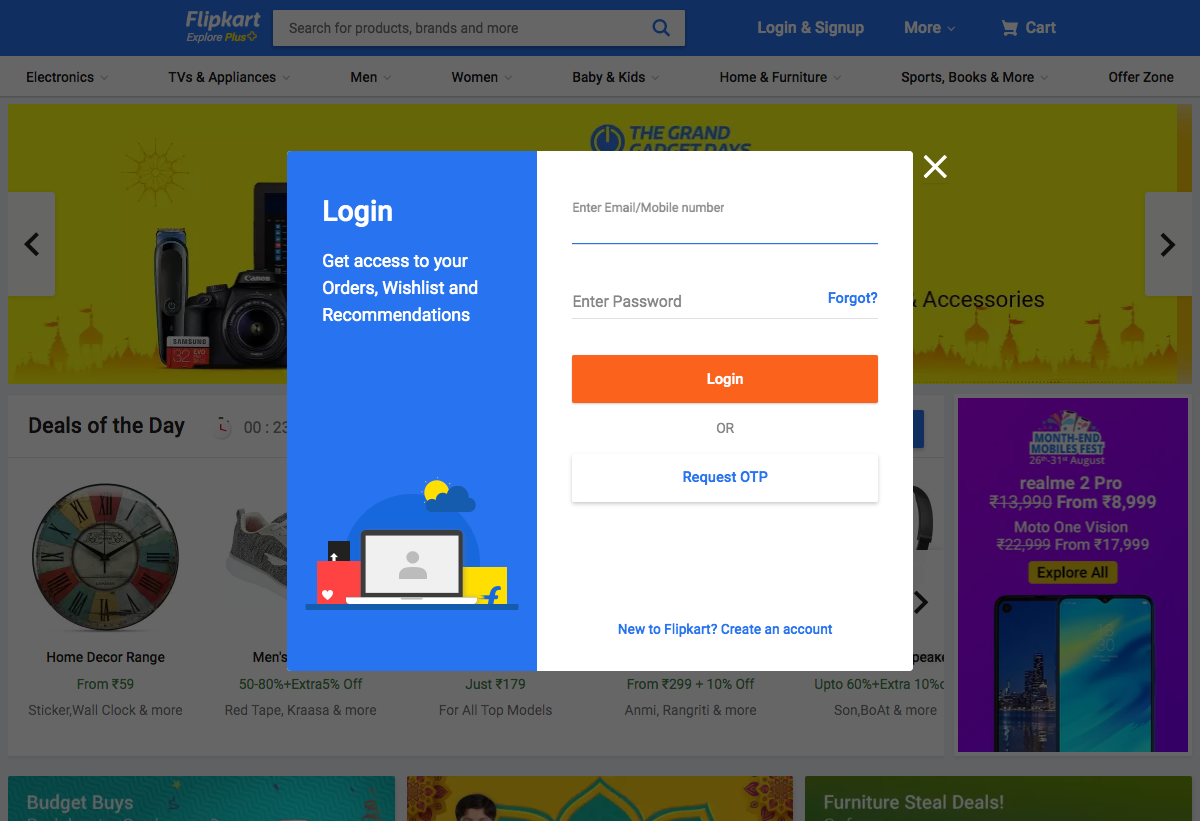 Flipkart
Explore Plus
Search for products, brands and more
Login & Signup
More
Cart
Electronics
TVs & Appliances
Men
Women
Baby & Kids
Home & Furniture
Sports, Books & More
Offer Zone
THE GRAND
GADGET DAYS
Canon
SAMSUNG
32 EVO
& Accessories
Login
Get access to your
Orders, Wishlist and
Recommendations
Enter Email/Mobile number
Enter Password
Forgot?
Login
OR
Request OTP
New to Flipkart? Create an account
Deals of the Day
00 : 23
Home Decor Range
From ₹59
Sticker,Wall Clock & more
Men's
50-80%+Extra5% Off
Red Tape, Kraasa & more
Just ₹179
For All Top Models
From ₹299 + 10% Off
Anmi, Rangriti & more
Upto 60%+Extra 10%
Son,BoAt & more
MONTH-END
MOBILES FEST
26th-31st August
realme 2 Pro
₹13,990 From ₹8,999
Moto One Vision
₹22,999 From ₹17,999
Explore All
Budget Buys
Furniture Steal Deals!